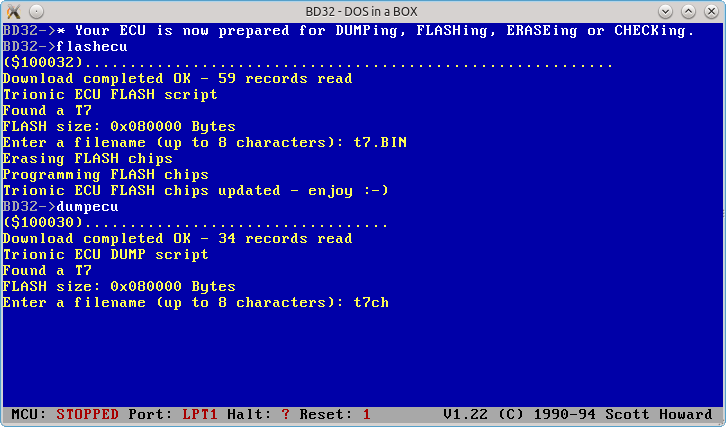 BD32 - DOS in a BOX
BD32->* Your ECU is now prepared for DUMPing, FLASHing, ERASEing or CHECKing.
BD32->flashecu
($100032)...........................................................
Download completed OK - 59 records read
Trionic ECU FLASH script
Found a T7
FLASH size: 0x080000 Bytes
Enter a filename (up to 8 characters): t7.BIN
Erasing FLASH chips
Programming FLASH chips
Trionic ECU FLASH chips updated - enjoy :-)
BD32->dumpecu
($100030)..................................
Download completed OK - 34 records read
Trionic ECU DUMP script
Found a T7
FLASH size: 0x080000 Bytes
Enter a filename (up to 8 characters): t7ch
MCU: STOPPED Port: LPT1 Halt: ? Reset: 1 V1.22 (C) 1990-94 Scott Howard